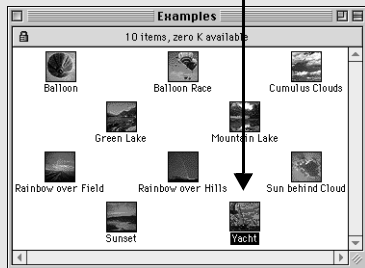 Examples
10 items, zero K available
Balloon
Balloon Race
Cumulus Clouds
Green Lake
Mountain Lake
Rainbow over Field
Rainbow over Hills
Sun behind Cloud
Sunset
Yacht